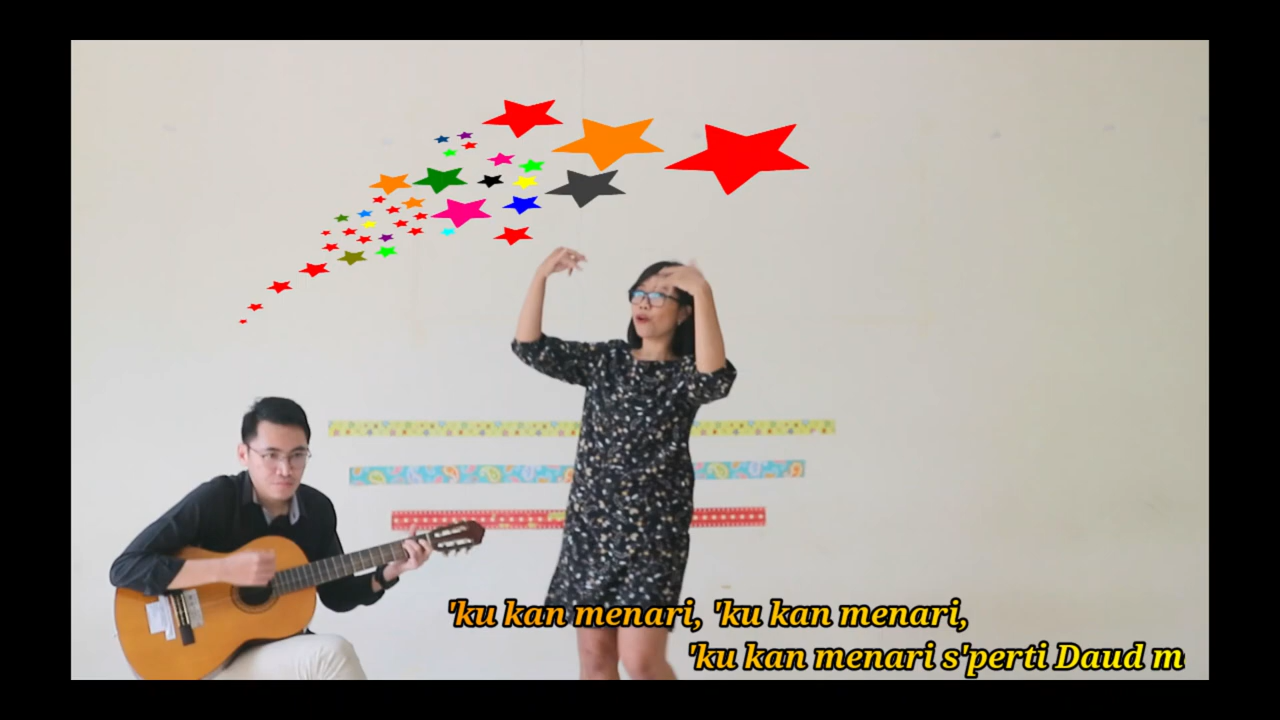 'ku kan menari, 'ku kan menari,
'ku kan menari s'perti Daud m